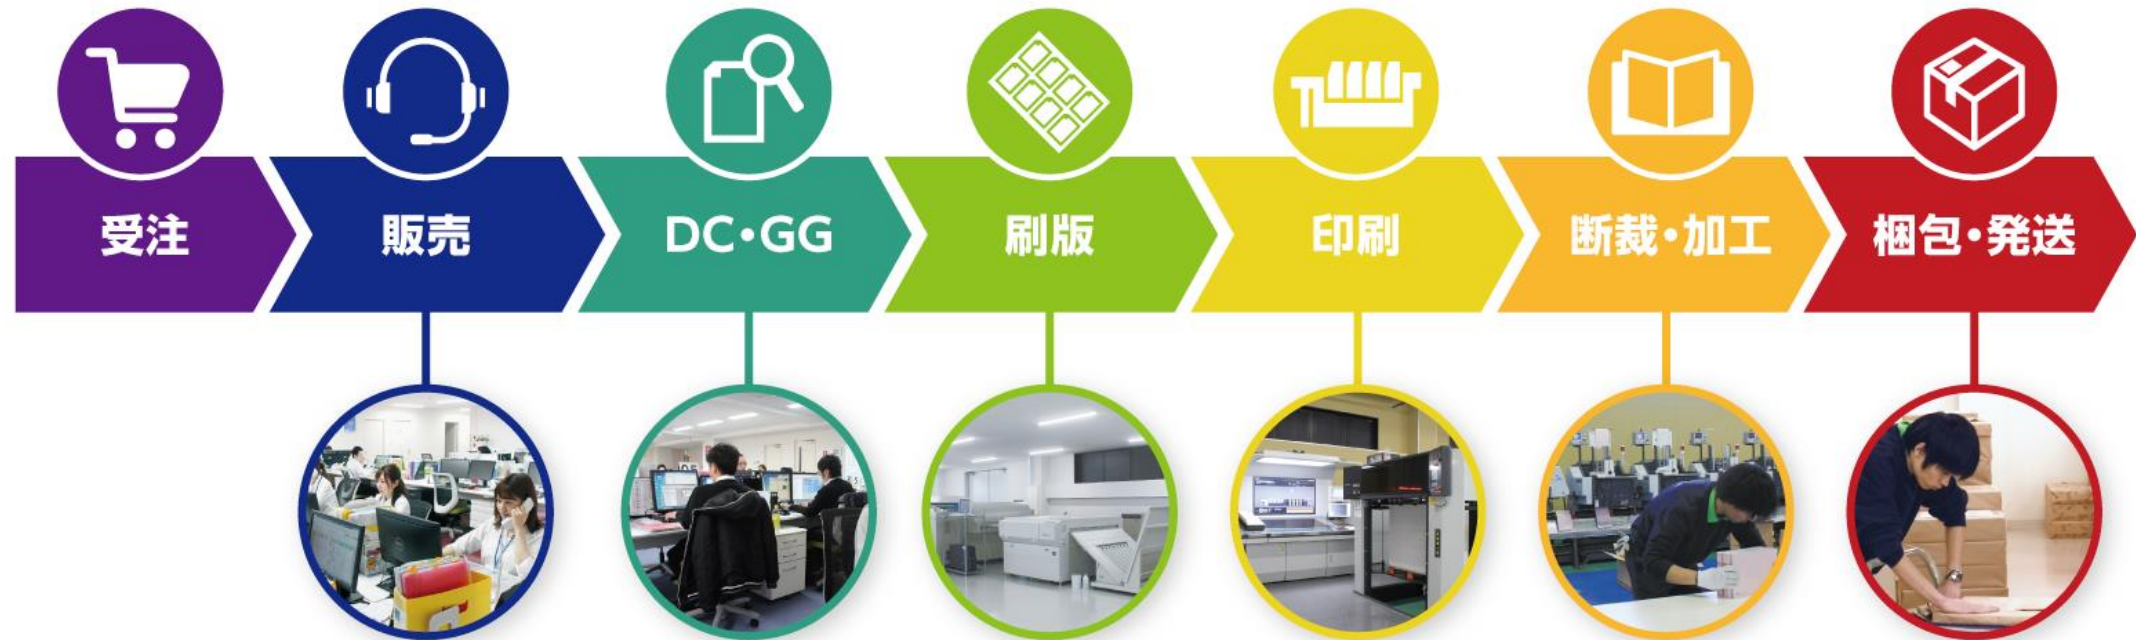 受注
販売
DC・GG
刷版
印刷
断裁・加工
梱包・発送